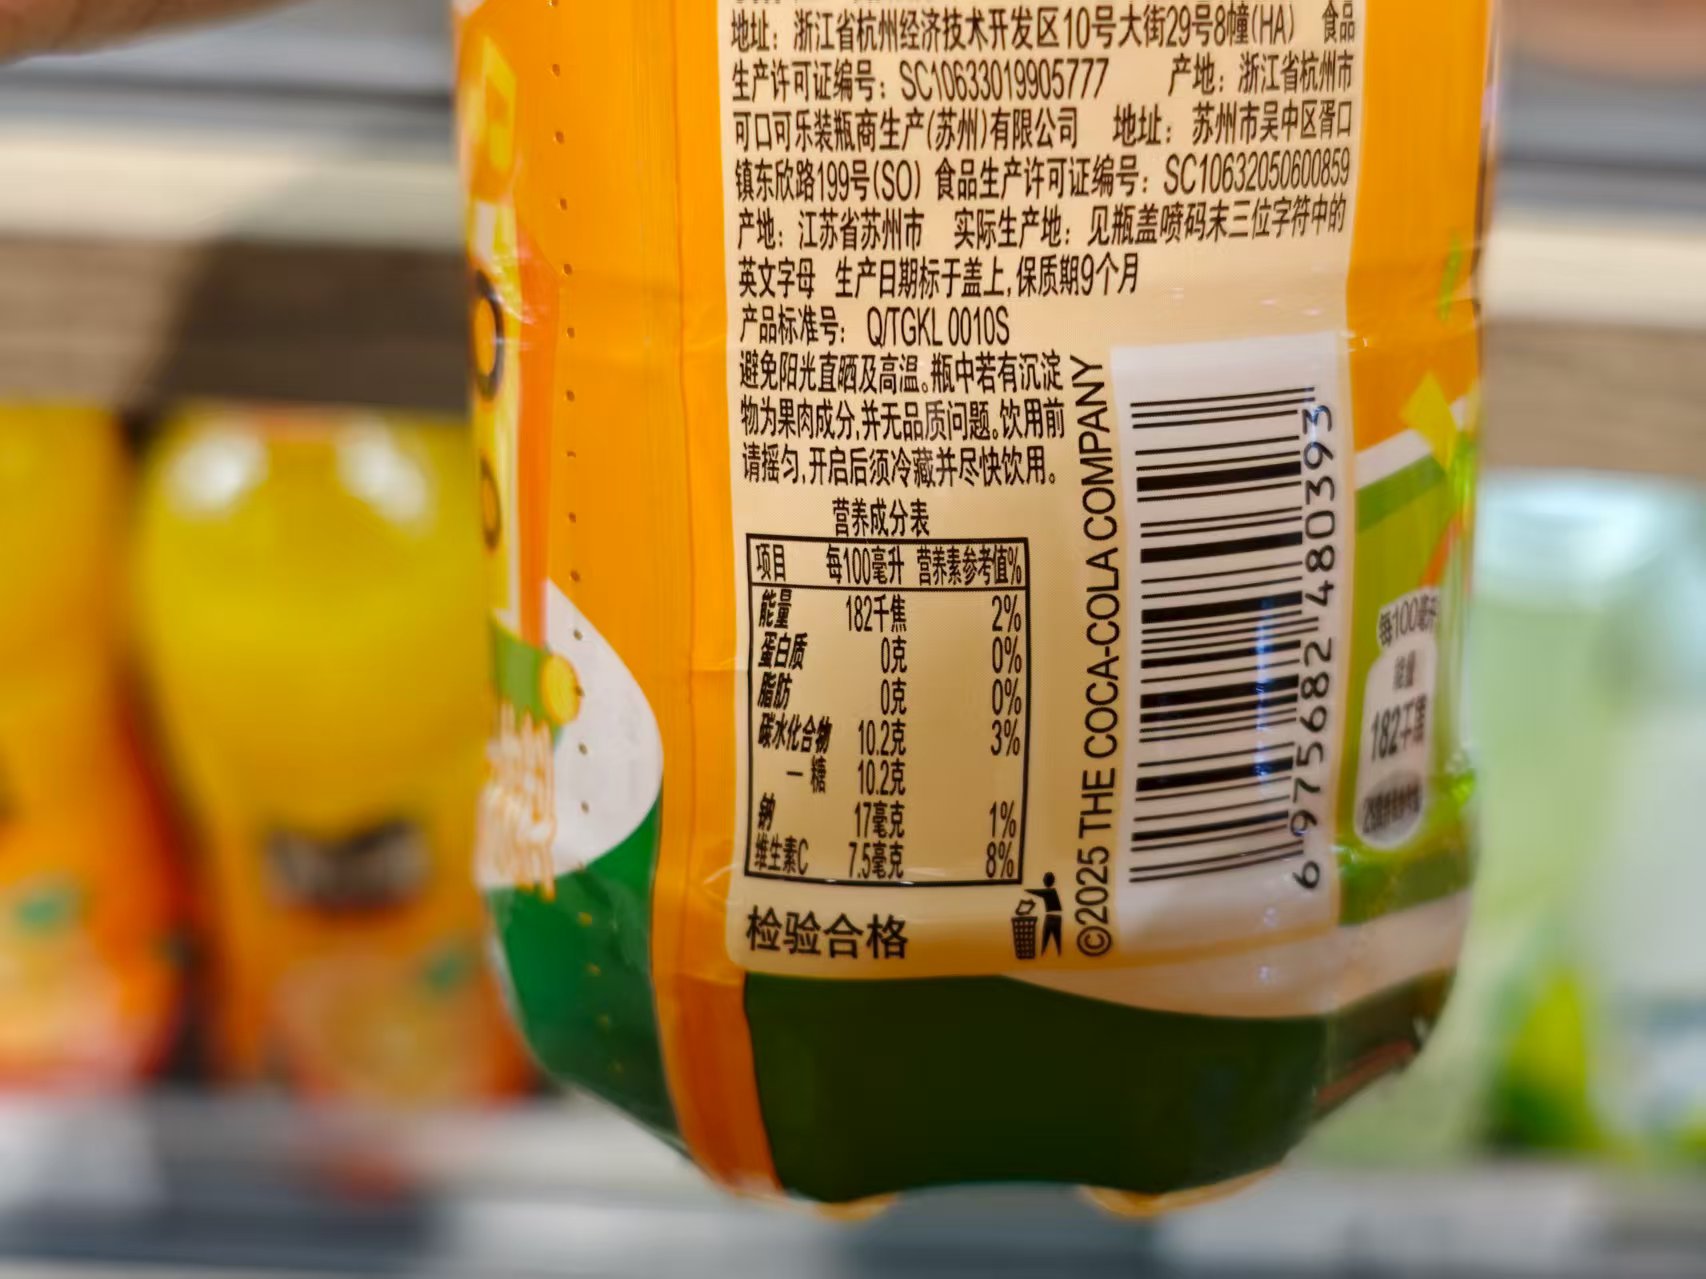 地址：浙江省杭州经济技术开发区10号大街29号8幢(HA) 食品
生产许可证编号：SC10633019905777 产地：浙江省杭州市
可口可乐装瓶商生产(苏州)有限公司 地址：苏州市吴中区胥口
镇东欣路199号(SO) 食品生产许可证编号：SC10632050600859
产地：江苏省苏州市 实际生产地：见瓶盖喷码末三位字符中的
英文字母 生产日期标于盖上,保质期9个月
产品标准号：Q/TGKL 0010S
避免阳光直晒及高温。瓶中若有沉淀
物为果肉成分,并无品质问题。饮用前
请摇匀,开启后须冷藏并尽快饮用。
营养成分表
项目 每100毫升 营养素参考值%
能量 182千焦 2%
蛋白质 0克 0%
脂肪 0克 0%
碳水化合物 10.2克 3%
—糖 10.2克
钠 17毫克 1%
维生素C 7.5毫克 8%
检验合格
©2025 THE COCA-COLA COMPANY
6975682480393
每100毫升
能量
182千焦